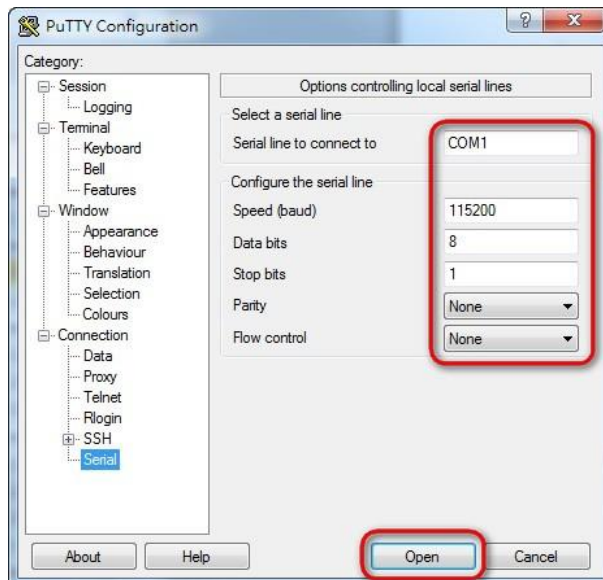 PuTTY Configuration
Category:
Session
Logging
Terminal
Keyboard
Bell
Features
Window
Appearance
Behaviour
Translation
Selection
Colours
Connection
Data
Proxy
Telnet
Rlogin
SSH
Serial
Options controlling local serial lines
Select a serial line
Serial line to connect to COM1
Configure the serial line
Speed (baud) 115200
Data bits 8
Stop bits 1
Parity None
Flow control None
About Help Open Cancel